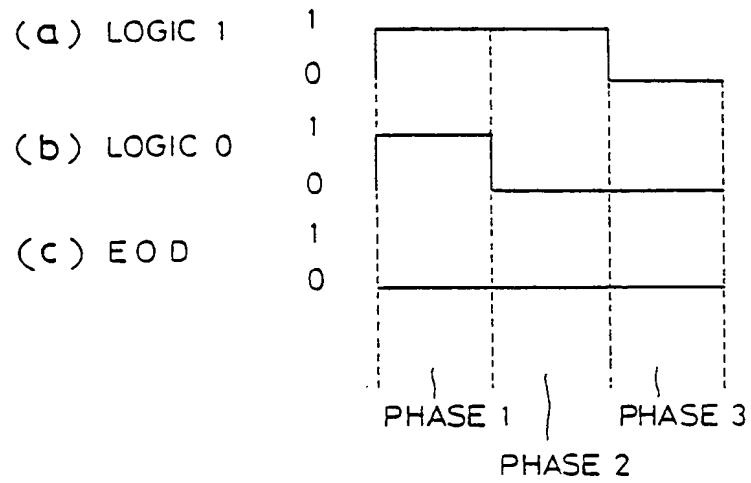 (a) LOGIC 1 1
0
(b) LOGIC 0 1
0
(c) EOD 1
0
PHASE 1 PHASE 3
PHASE 2